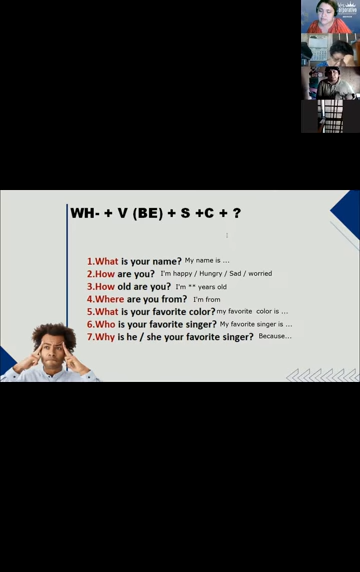 WH- + V (BE) + S +C + ?
1.What is your name? My name is ...
2.How are you? I'm happy / Hungry / Sad / worried
3.How old are you? I'm ** years old
4.Where are you from? I'm from
5.What is your favorite color? my favorite color is ...
6.Who is your favorite singer? My favorite singer is ...
7.Why is he / she your favorite singer? Because...